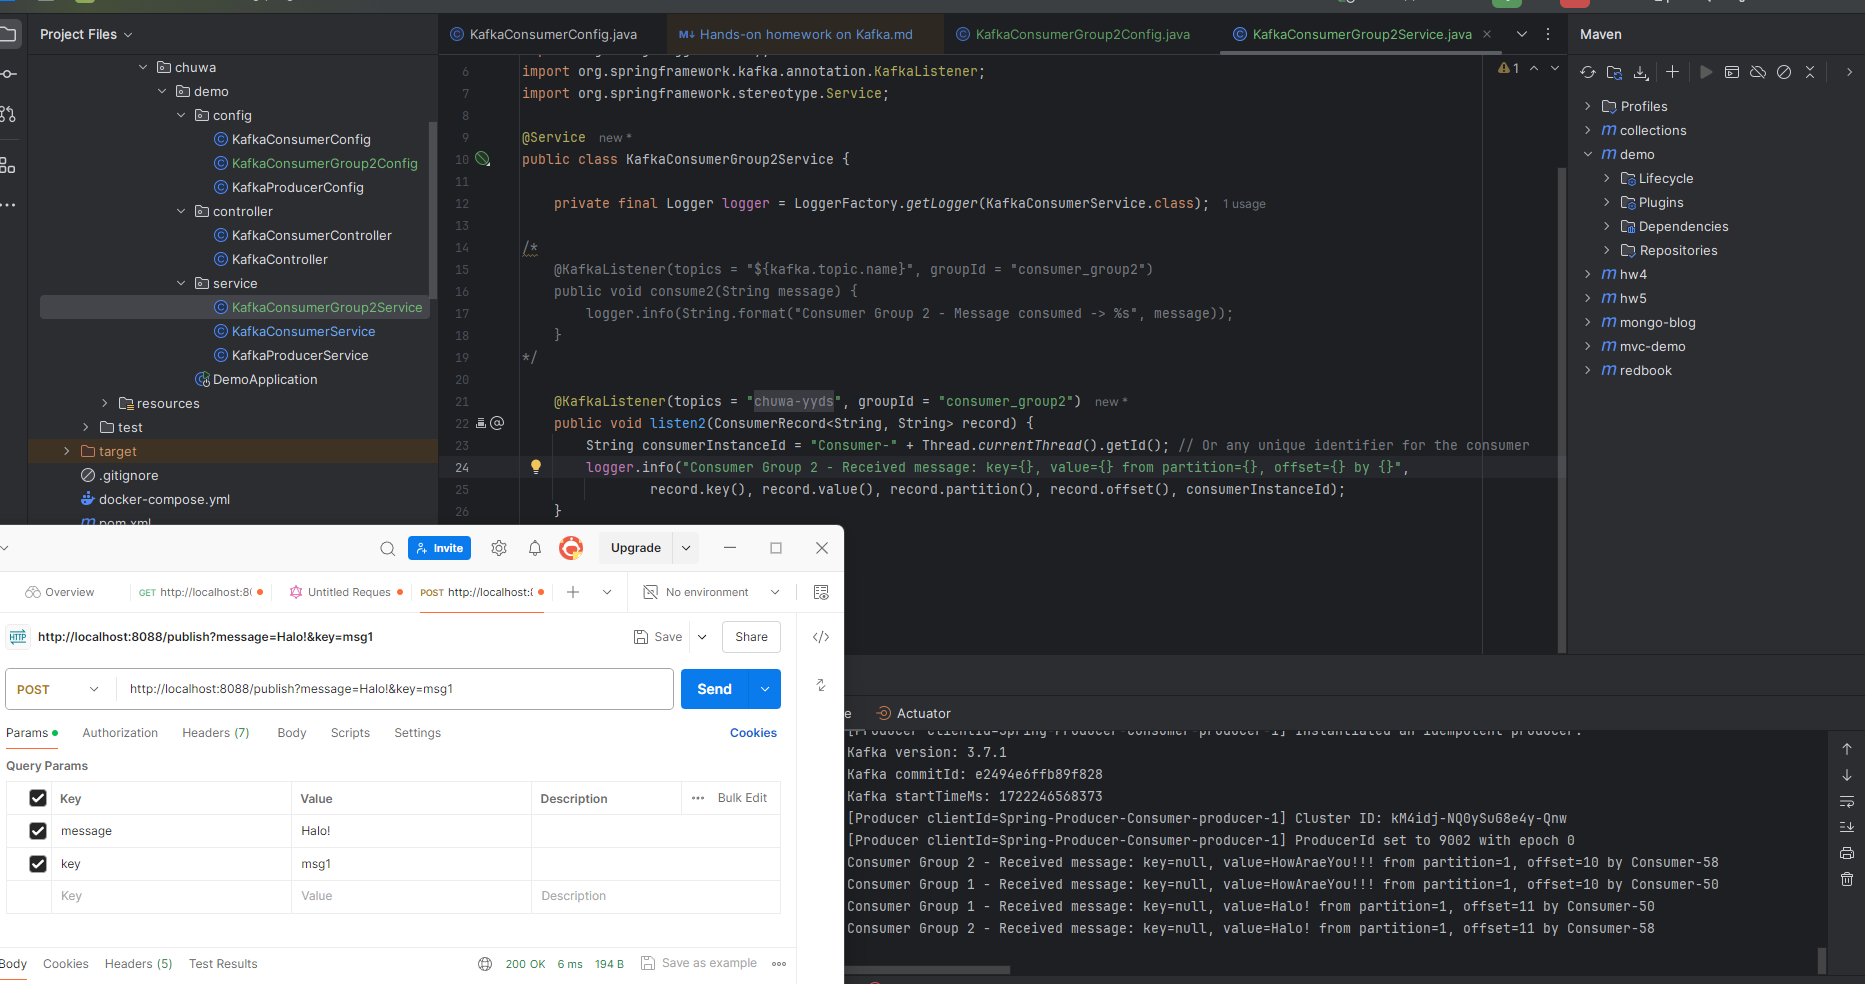 Project Files
chuwa
demo
config
KafkaConsumerConfig
KafkaConsumerGroup2Config
KafkaProducerConfig
controller
KafkaConsumerController
KafkaController
service
KafkaConsumerGroup2Service
KafkaConsumerService
KafkaProducerService
DemoApplication
resources
test
target
.gitignore
docker-compose.yml
pom.xml
KafkaConsumerConfig.java
M↓ Hands-on homework on Kafka.md
KafkaConsumerGroup2Config.java
KafkaConsumerGroup2Service.java
1
6 import org.springframework.kafka.annotation.KafkaListener;
7 import org.springframework.stereotype.Service;
8
9 @Service new *
10 public class KafkaConsumerGroup2Service {
11
12 private final Logger logger = LoggerFactory.getLogger(KafkaConsumerService.class); 1 usage
13
14 /*
15 @KafkaListener(topics = "${kafka.topic.name}", groupId = "consumer_group2")
16 public void consume2(String message) {
17 logger.info(String.format("Consumer Group 2 - Message consumed -> %s", message));
18 }
19 */
20
21 @KafkaListener(topics = "chuwa-yyds", groupId = "consumer_group2") new *
22 public void listen2(ConsumerRecord<String, String> record) {
23 String consumerInstanceId = "Consumer-" + Thread.currentThread().getId(); // Or any unique identifier for the consumer
24 logger.info("Consumer Group 2 - Received message: key={}, value={} from partition={}, offset={} by {}",
25 record.key(), record.value(), record.partition(), record.offset(), consumerInstanceId);
26 }
Maven
Profiles
m collections
m demo
Lifecycle
Plugins
Dependencies
Repositories
m hw4
m hw5
m mongo-blog
m mvc-demo
m redbook
Invite
Upgrade
Overview
GET http://localhost:8
Untitled Reques
POST http://localhost:
No environment
HTTP http://localhost:8088/publish?message=Halo!&key=msg1
Save
Share
POST http://localhost:8088/publish?message=Halo!&key=msg1
Send
Params Authorization Headers (7) Body Scripts Settings
Cookies
Query Params
Key Value Description Bulk Edit
message Halo!
key msg1
Key Value Description
Body Cookies Headers (5) Test Results
200 OK 6 ms 194 B Save as example
e Actuator
[Producer clientId=Spring-Producer-Consumer-producer-1] Instantiated an idempotent producer.
Kafka version: 3.7.1
Kafka commitId: e2494e6ffb89f828
Kafka startTimeMs: 1722246568373
[Producer clientId=Spring-Producer-Consumer-producer-1] Cluster ID: kM4idj-NQ0ySuG8e4y-Qnw
[Producer clientId=Spring-Producer-Consumer-producer-1] ProducerId set to 9002 with epoch 0
Consumer Group 2 - Received message: key=null, value=HowAraeYou!!! from partition=1, offset=10 by Consumer-58
Consumer Group 1 - Received message: key=null, value=HowAraeYou!!! from partition=1, offset=10 by Consumer-50
Consumer Group 1 - Received message: key=null, value=Halo! from partition=1, offset=11 by Consumer-50
Consumer Group 2 - Received message: key=null, value=Halo! from partition=1, offset=11 by Consumer-58